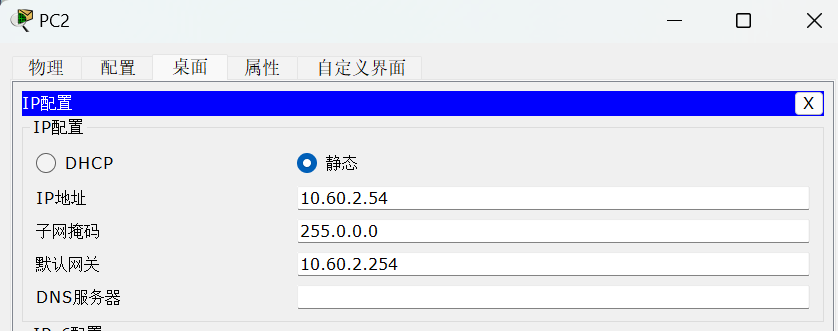 PC2
物理 配置 桌面 属性 自定义界面
IP配置 X
IP配置
DHCP 静态
IP地址 10.60.2.54
子网掩码 255.0.0.0
默认网关 10.60.2.254
DNS服务器